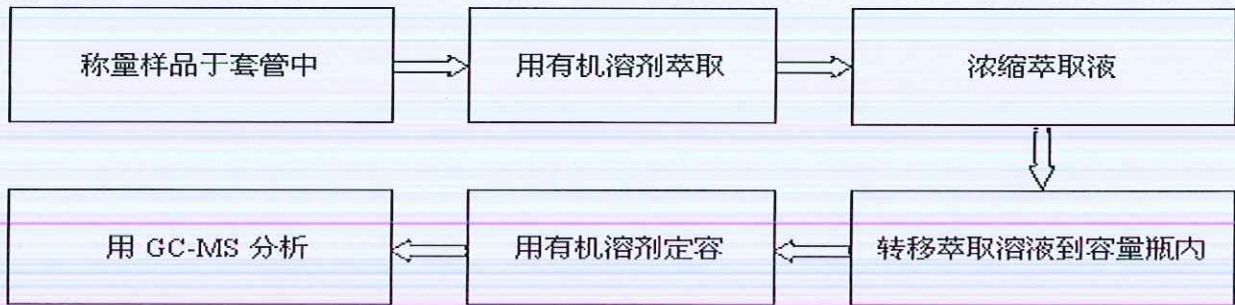 称量样品于套管中
用有机溶剂萃取
浓缩萃取液
转移萃取溶液到容量瓶内
用有机溶剂定容
用 GC-MS 分析